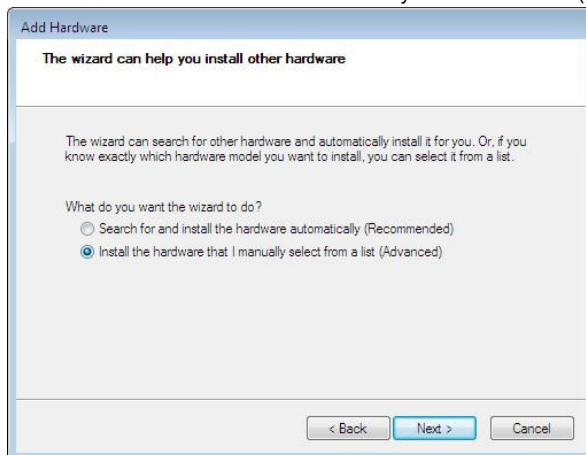 Add Hardware
The wizard can help you install other hardware
The wizard can search for other hardware and automatically install it for you. Or, if you
know exactly which hardware model you want to install, you can select it from a list.
What do you want the wizard to do?
Search for and install the hardware automatically (Recommended)
Install the hardware that I manually select from a list (Advanced)
< Back Next > Cancel